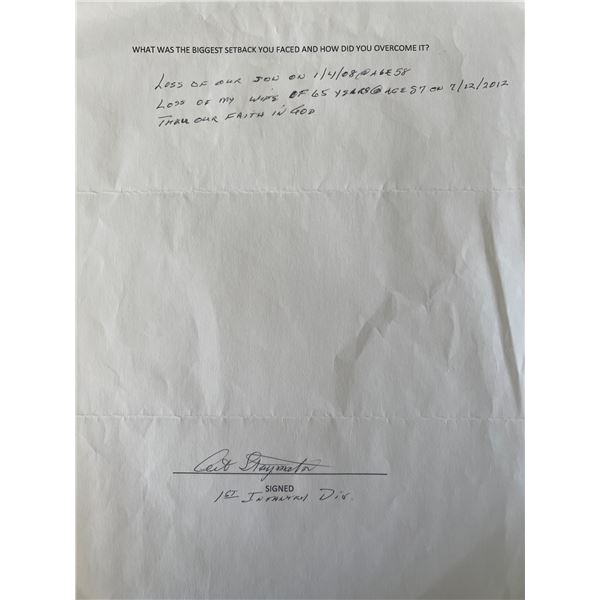 WHAT WAS THE BIGGEST SETBACK YOU FACED AND HOW DID YOU OVERCOME IT?
LOSS OF OUR SON ON 1/4/08 @ AGE 58
LOSS OF MY WIFE OF 65 YEARS @ AGE 87 ON 7/12/2012
THRU OUR FAITH IN GOD
Art Staymates
SIGNED
1ST INFANTRY DIV.